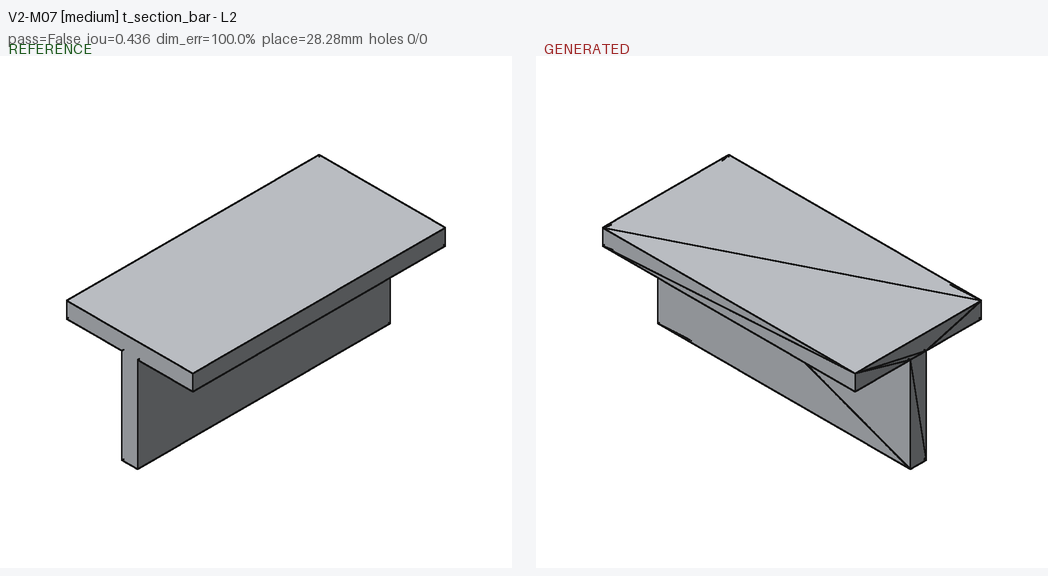 V2-M07 [medium] t_section_bar - L2
pass=False iou=0.436 dim_err=100.0% place=28.28mm holes 0/0
REFERENCE
GENERATED